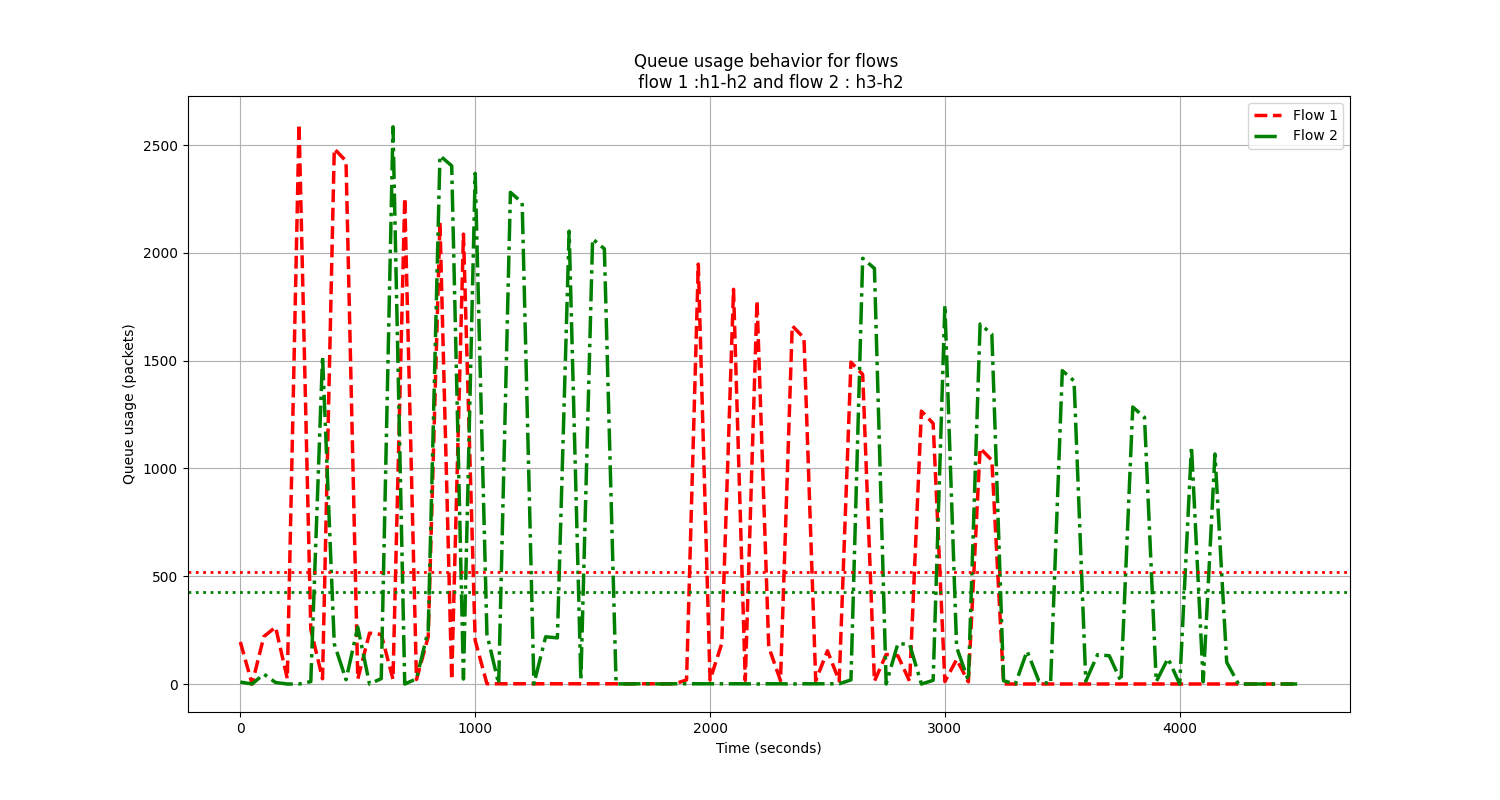 Queue usage behavior for flows
flow 1 :h1-h2 and flow 2 : h3-h2
Flow 1
Flow 2
Queue usage (packets)
2500
2000
1500
1000
500
0
0 1000 2000 3000 4000
Time (seconds)